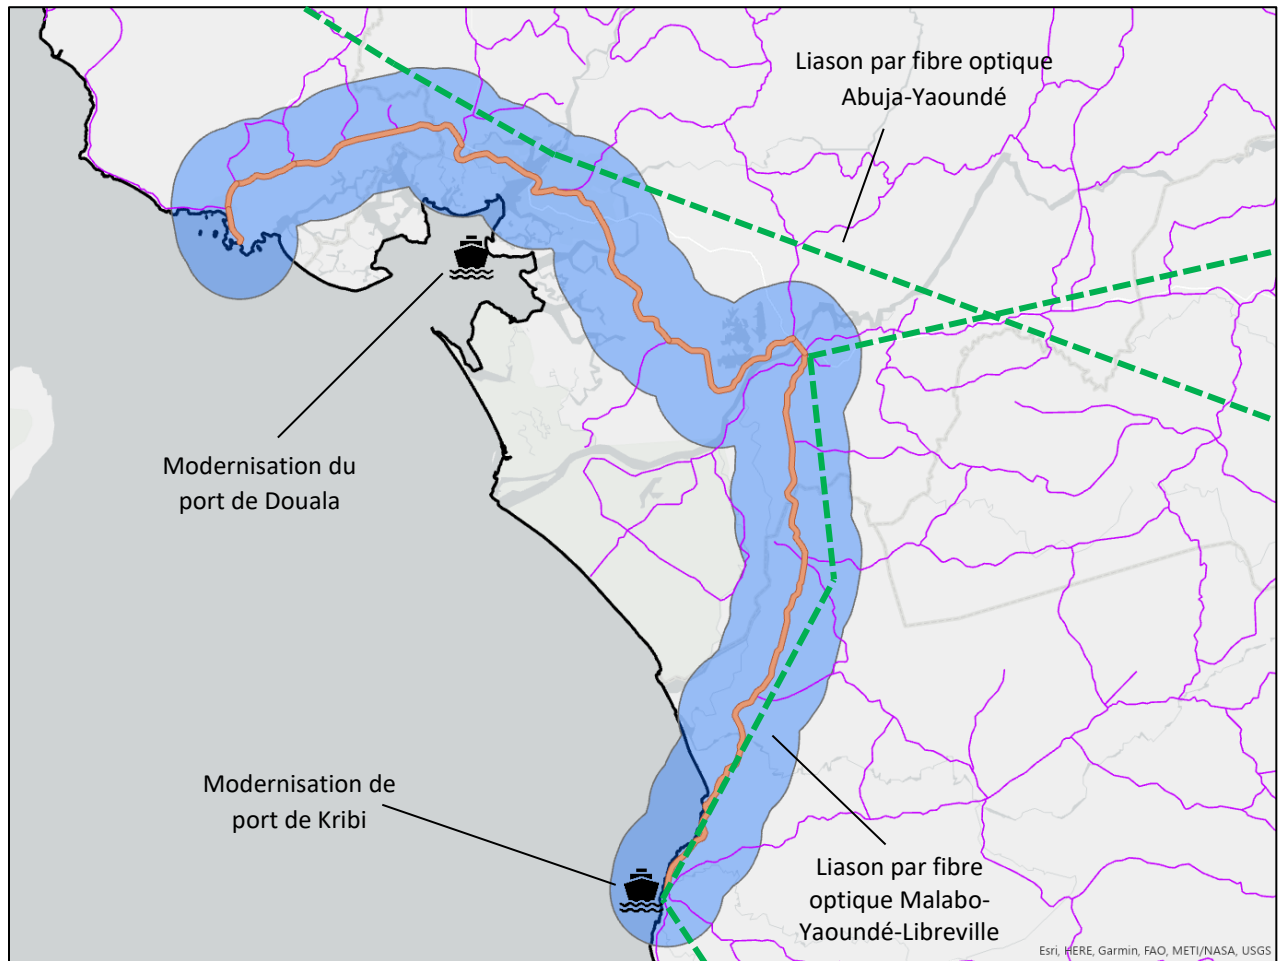 Liason par fibre optique
Abuja-Yaoundé
Modernisation du
port de Douala
Modernisation de
port de Kribi
Liason par fibre
optique Malabo-
Yaoundé-Libreville
Esri, HERE, Garmin, FAO, METI/NASA, USGS